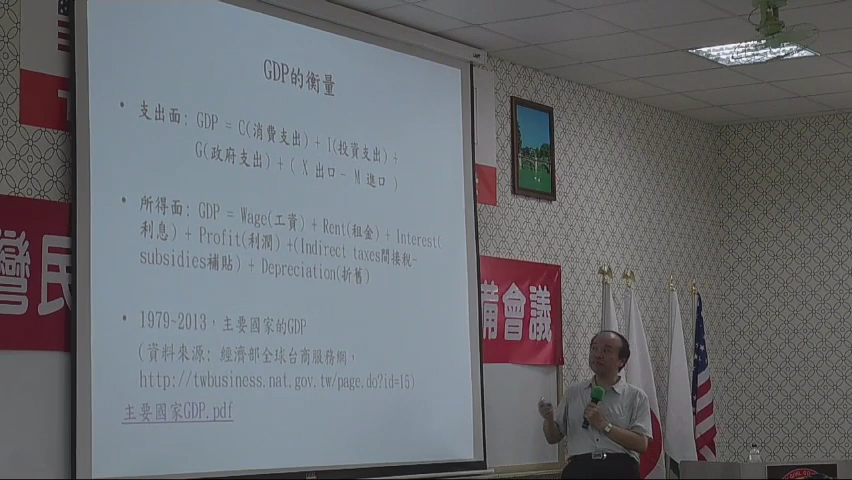 GDP的衡量
• 支出面: GDP = C(消費支出) + I(投資支出) +
G(政府支出) + ( X 出口 - M 進口 )
• 所得面: GDP = Wage(工資) + Rent(租金) + Interest(
利息) + Profit(利潤) +(Indirect taxes間接稅-
subsidies補貼) + Depreciation(折舊)
• 1979~2013，主要國家的GDP
(資料來源: 經濟部全球台商服務網，
http://twbusiness.nat.gov.tw/page.do?id=15)
主要國家GDP.pdf
灣民
備會議